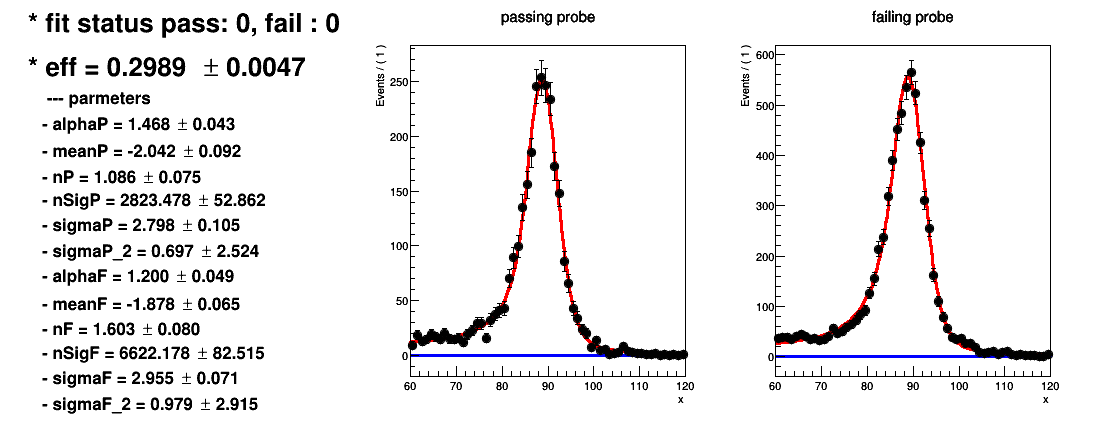 * fit status pass: 0, fail : 0
* eff = 0.2989 ± 0.0047
--- parmeters
- alphaP = 1.468 ± 0.043
- meanP = -2.042 ± 0.092
- nP = 1.086 ± 0.075
- nSigP = 2823.478 ± 52.862
- sigmaP = 2.798 ± 0.105
- sigmaP_2 = 0.697 ± 2.524
- alphaF = 1.200 ± 0.049
- meanF = -1.878 ± 0.065
- nF = 1.603 ± 0.080
- nSigF = 6622.178 ± 82.515
- sigmaF = 2.955 ± 0.071
- sigmaF_2 = 0.979 ± 2.915
passing probe
Events / ( 1 )
250
200
150
100
50
0
60 70 80 90 100 110 120
x
failing probe
Events / ( 1 )
600
500
400
300
200
100
0
60 70 80 90 100 110 120
x